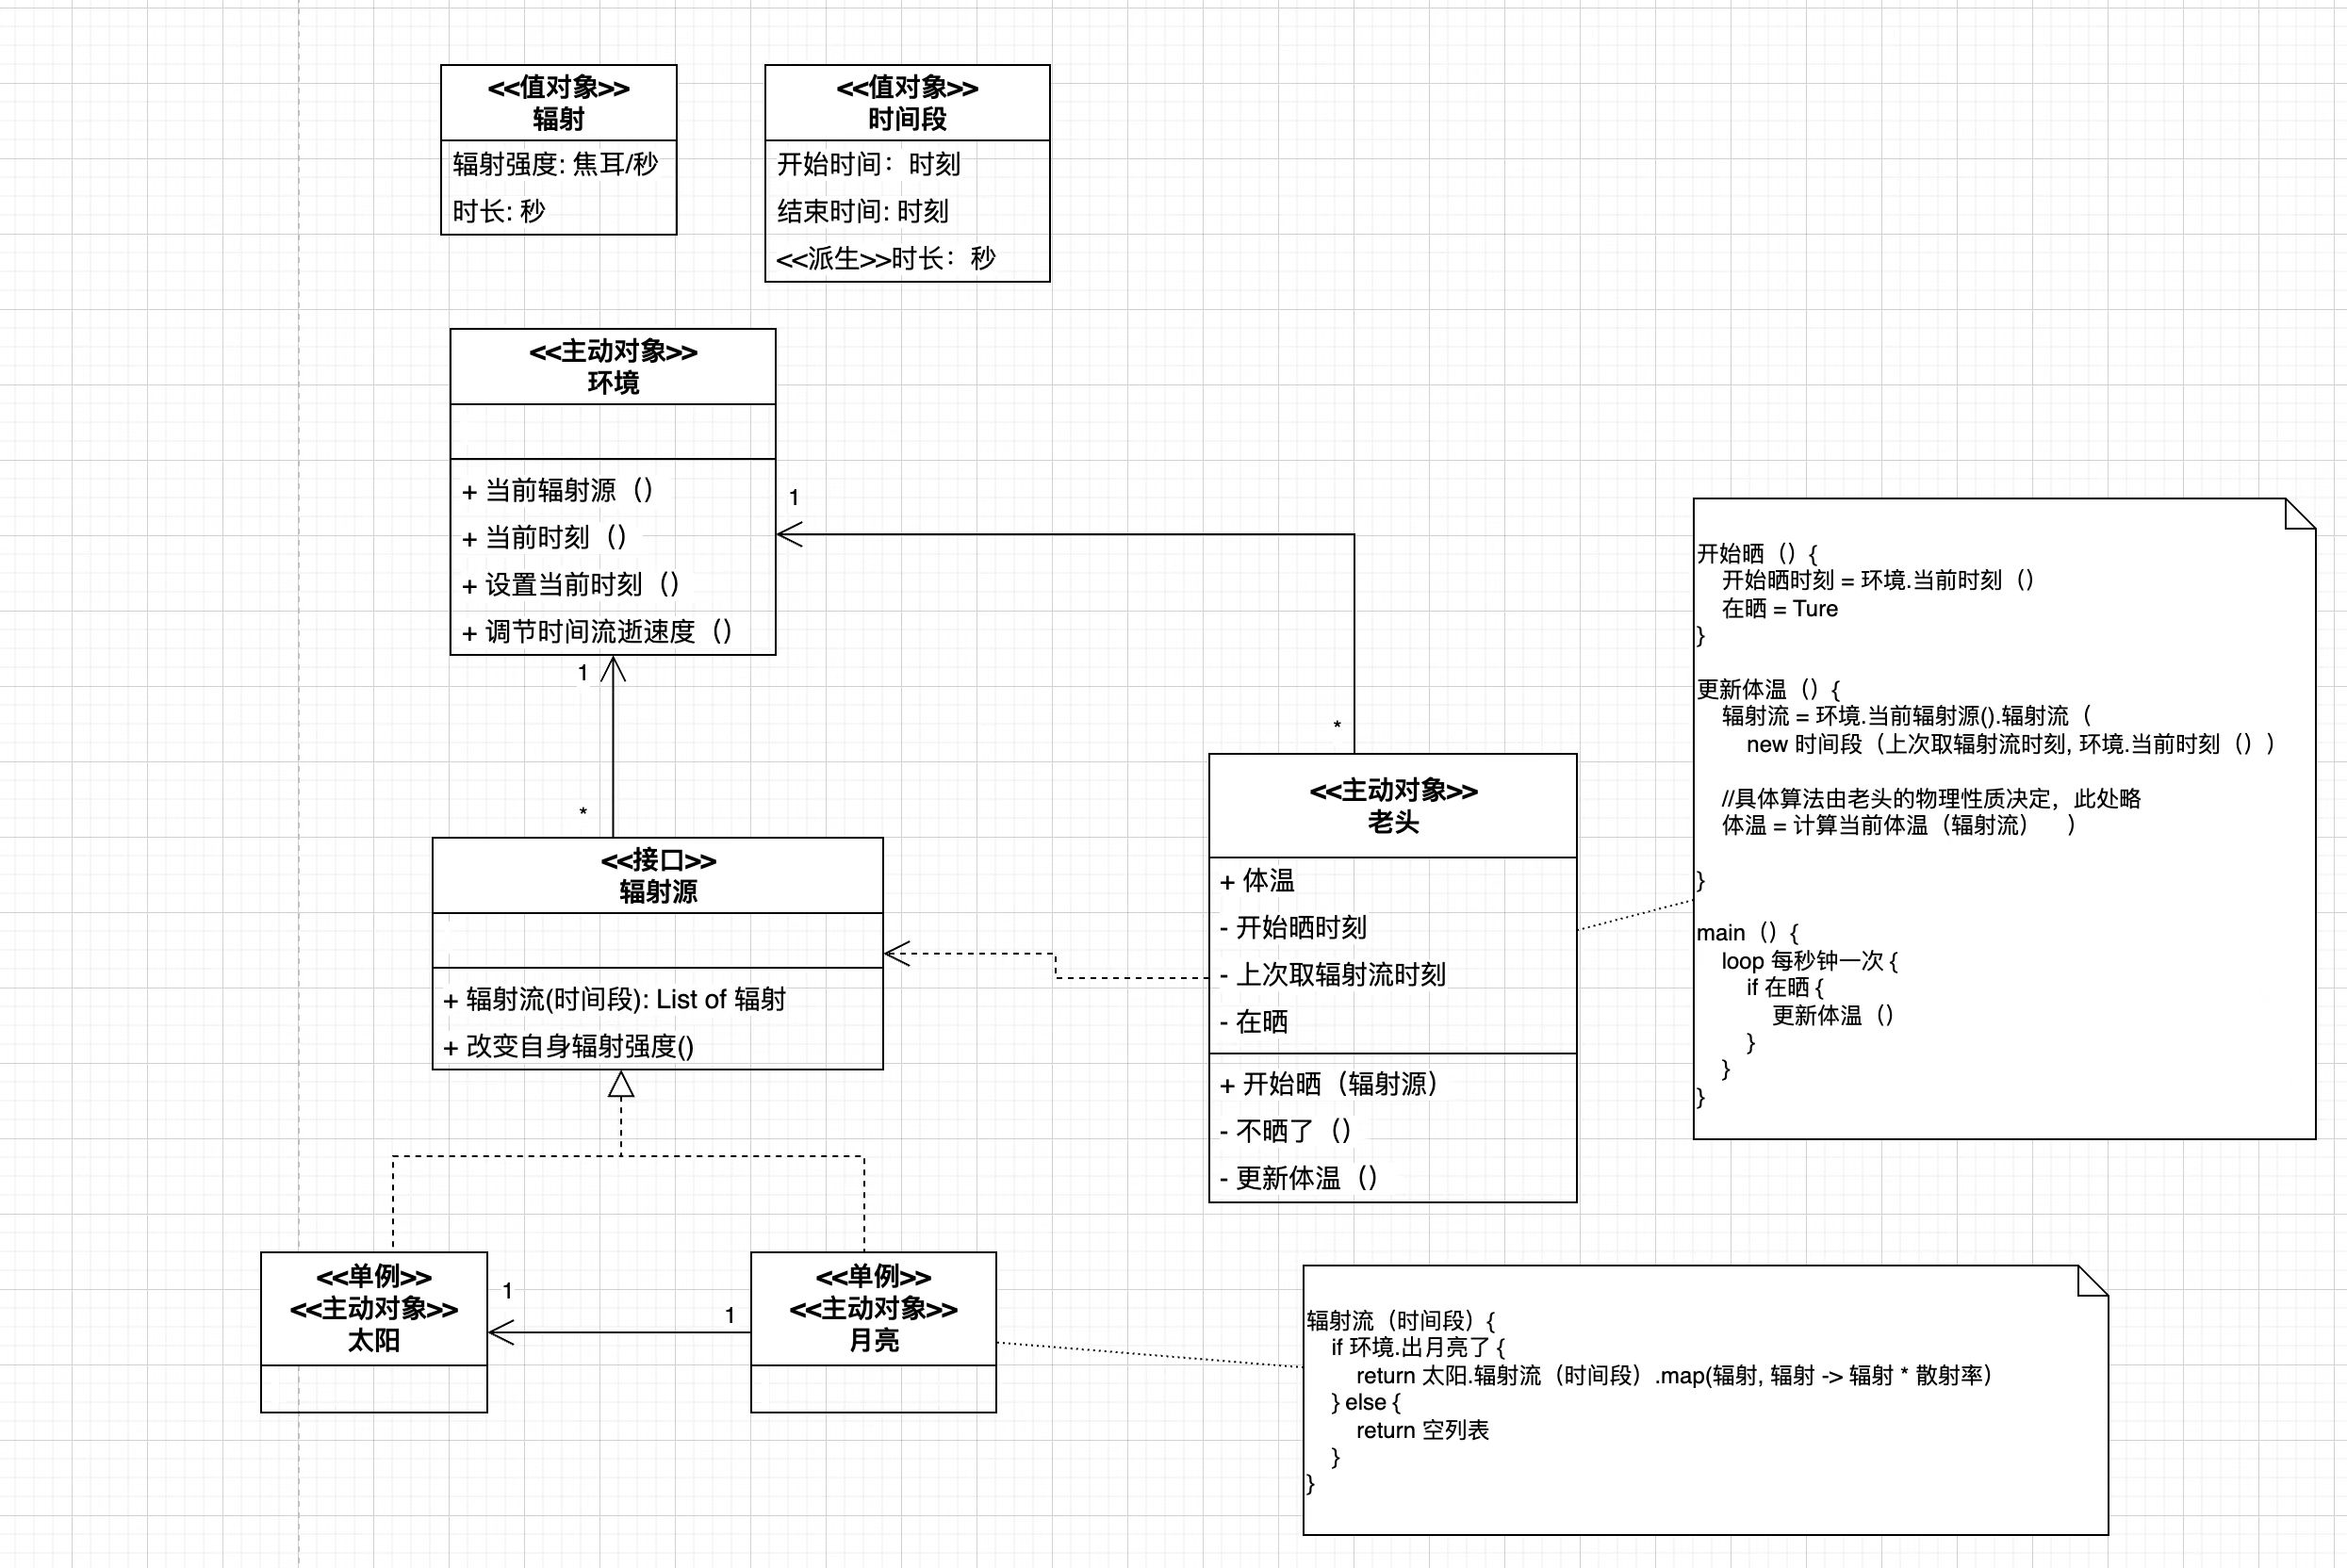 <<值对象>>
辐射
辐射强度: 焦耳/秒
时长: 秒
<<值对象>>
时间段
开始时间：时刻
结束时间: 时刻
<<派生>>时长：秒
<<主动对象>>
环境
+ 当前辐射源（）
+ 当前时刻（）
+ 设置当前时刻（）
+ 调节时间流逝速度（）
1
1
*
*
<<接口>>
辐射源
+ 辐射流(时间段): List of 辐射
+ 改变自身辐射强度()
<<主动对象>>
老头
+ 体温
- 开始晒时刻
- 上次取辐射流时刻
- 在晒
+ 开始晒（辐射源）
- 不晒了（）
- 更新体温（）
开始晒（）{
开始晒时刻 = 环境.当前时刻（）
在晒 = Ture
}
更新体温（）{
辐射流 = 环境.当前辐射源().辐射流（
new 时间段（上次取辐射流时刻, 环境.当前时刻（））
//具体算法由老头的物理性质决定，此处略
体温 = 计算当前体温（辐射流） ）
}
main（）{
loop 每秒钟一次 {
if 在晒 {
更新体温（）
}
}
}
<<单例>>
<<主动对象>>
太阳
1
1
<<单例>>
<<主动对象>>
月亮
辐射流（时间段）{
if 环境.出月亮了 {
return 太阳.辐射流（时间段）.map(辐射, 辐射 -> 辐射 * 散射率）
} else {
return 空列表
}
}